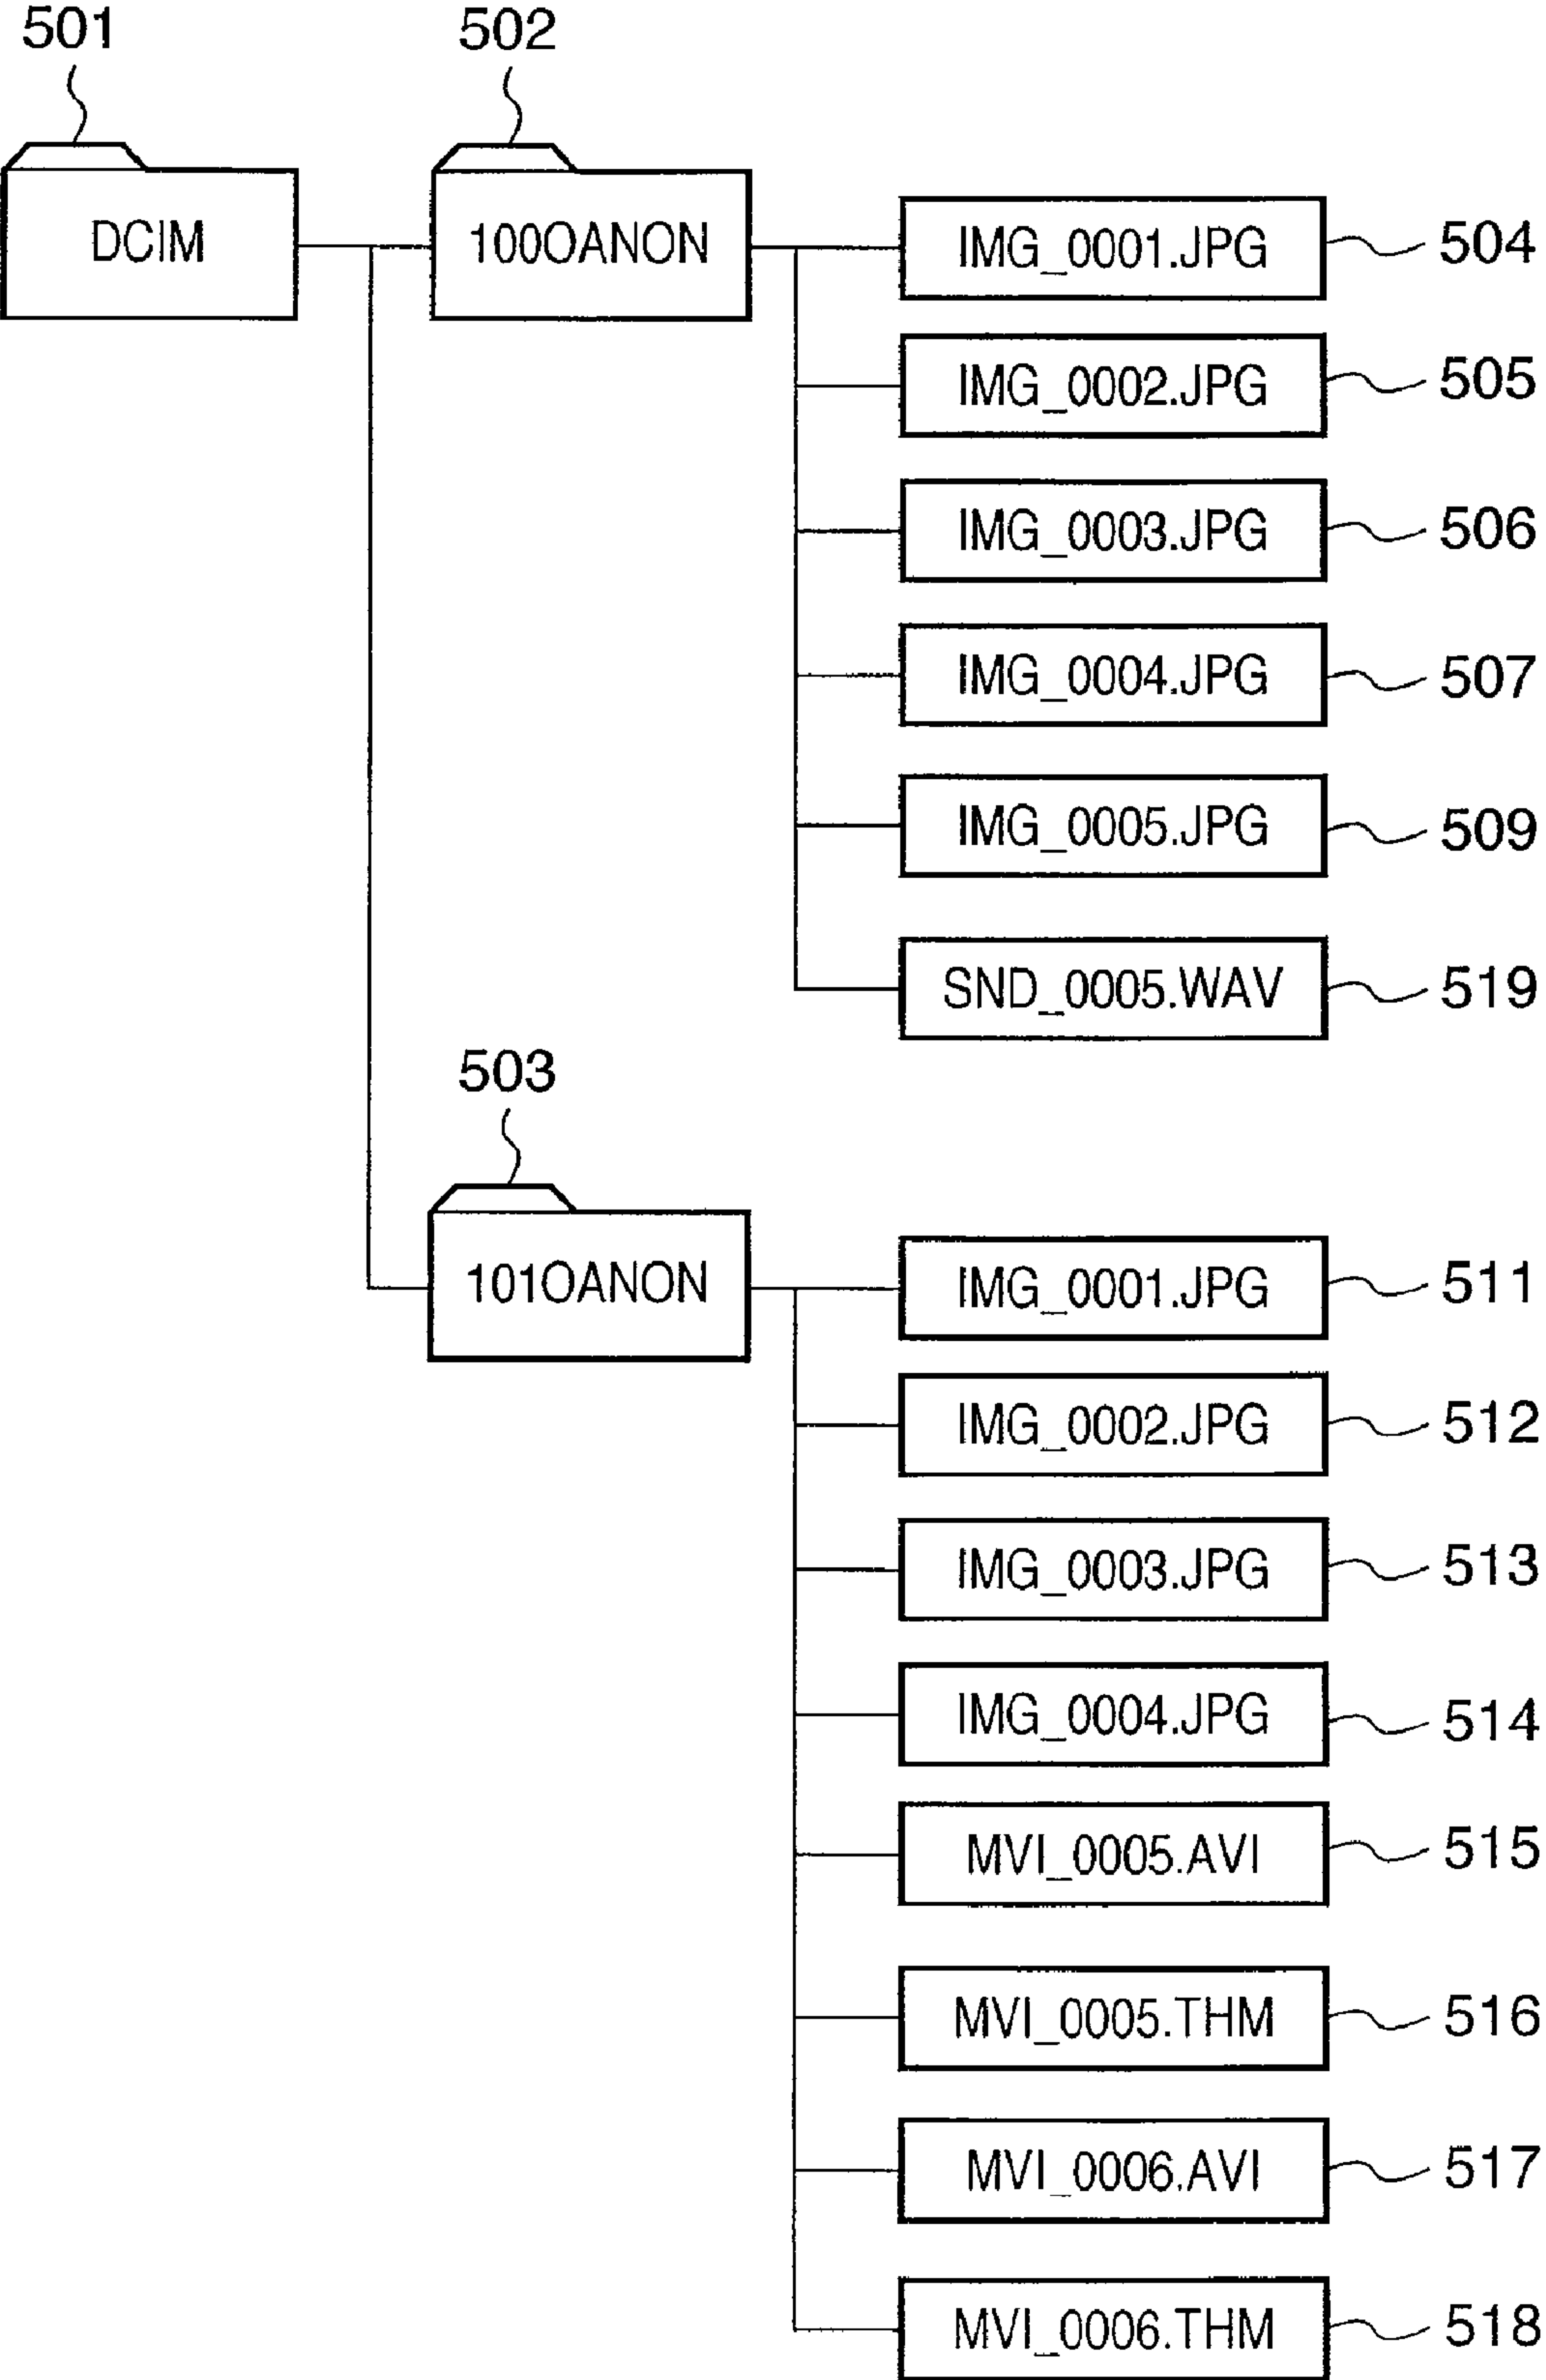 501
502
DCIM
100OANON
IMG_0001.JPG
504
IMG_0002.JPG
505
IMG_0003.JPG
506
IMG_0004.JPG
507
IMG_0005.JPG
509
SND_0005.WAV
519
503
101OANON
IMG_0001.JPG
511
IMG_0002.JPG
512
IMG_0003.JPG
513
IMG_0004.JPG
514
MVI_0005.AVI
515
MVI_0005.THM
516
MVI_0006.AVI
517
MVI_0006.THM
518